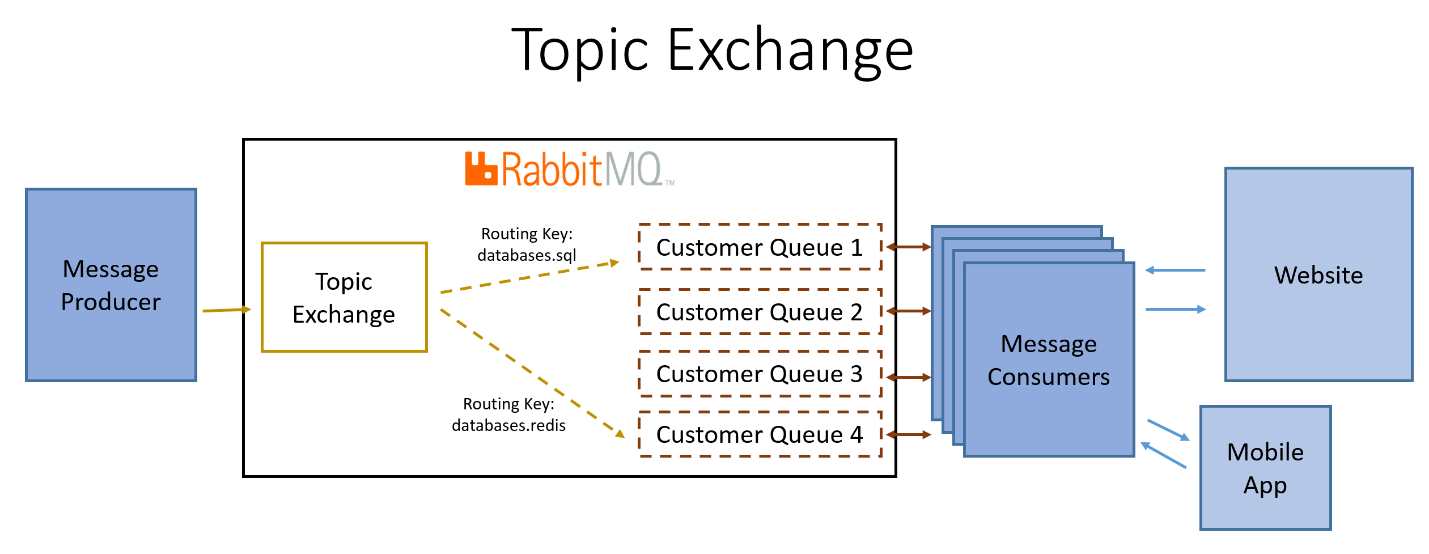 Topic Exchange
RabbitMQ™
Message
Producer
Topic
Exchange
Routing Key:
databases.sql
Routing Key:
databases.redis
Customer Queue 1
Customer Queue 2
Customer Queue 3
Customer Queue 4
Message
Consumers
Website
Mobile
App